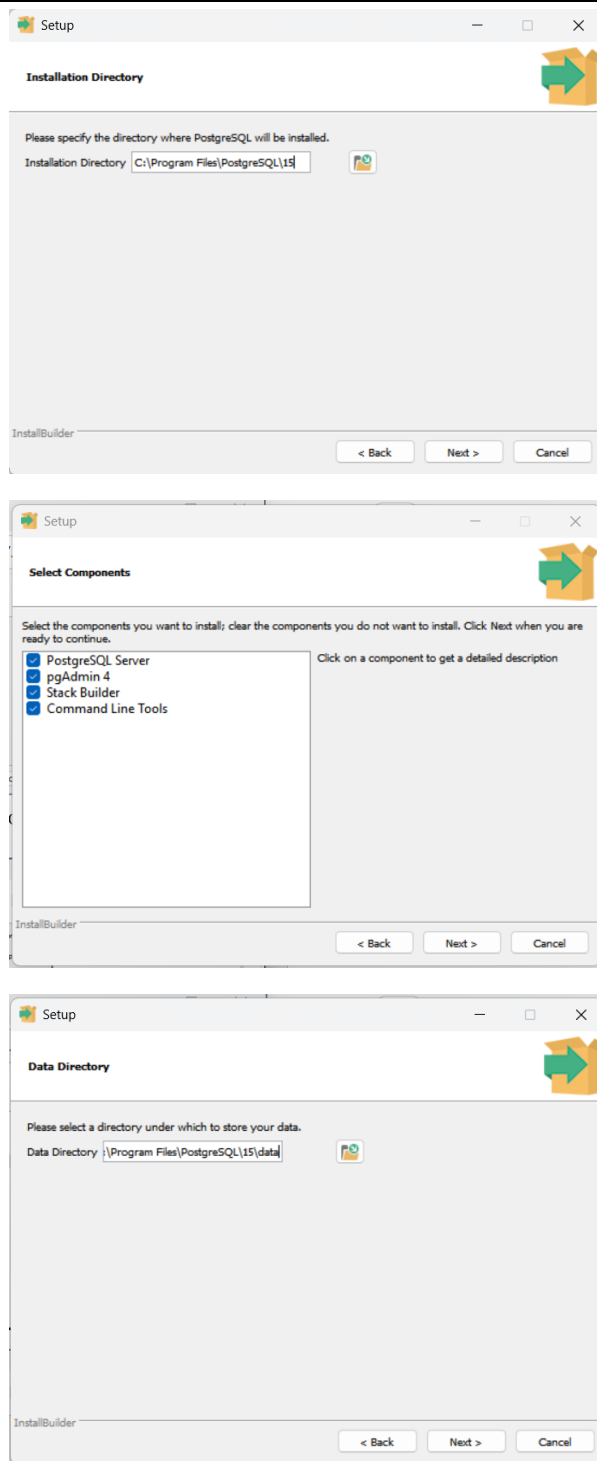 Setup
Installation Directory
Please specify the directory where PostgreSQL will be installed.
Installation Directory C:\Program Files\PostgreSQL\15
InstallBuilder
< Back Next > Cancel
Setup
Select Components
Select the components you want to install; clear the components you do not want to install. Click Next when you are
ready to continue.
PostgreSQL Server Click on a component to get a detailed description
pgAdmin 4
Stack Builder
Command Line Tools
InstallBuilder
< Back Next > Cancel
Setup
Data Directory
Please select a directory under which to store your data.
Data Directory :\Program Files\PostgreSQL\15\data
InstallBuilder
< Back Next > Cancel